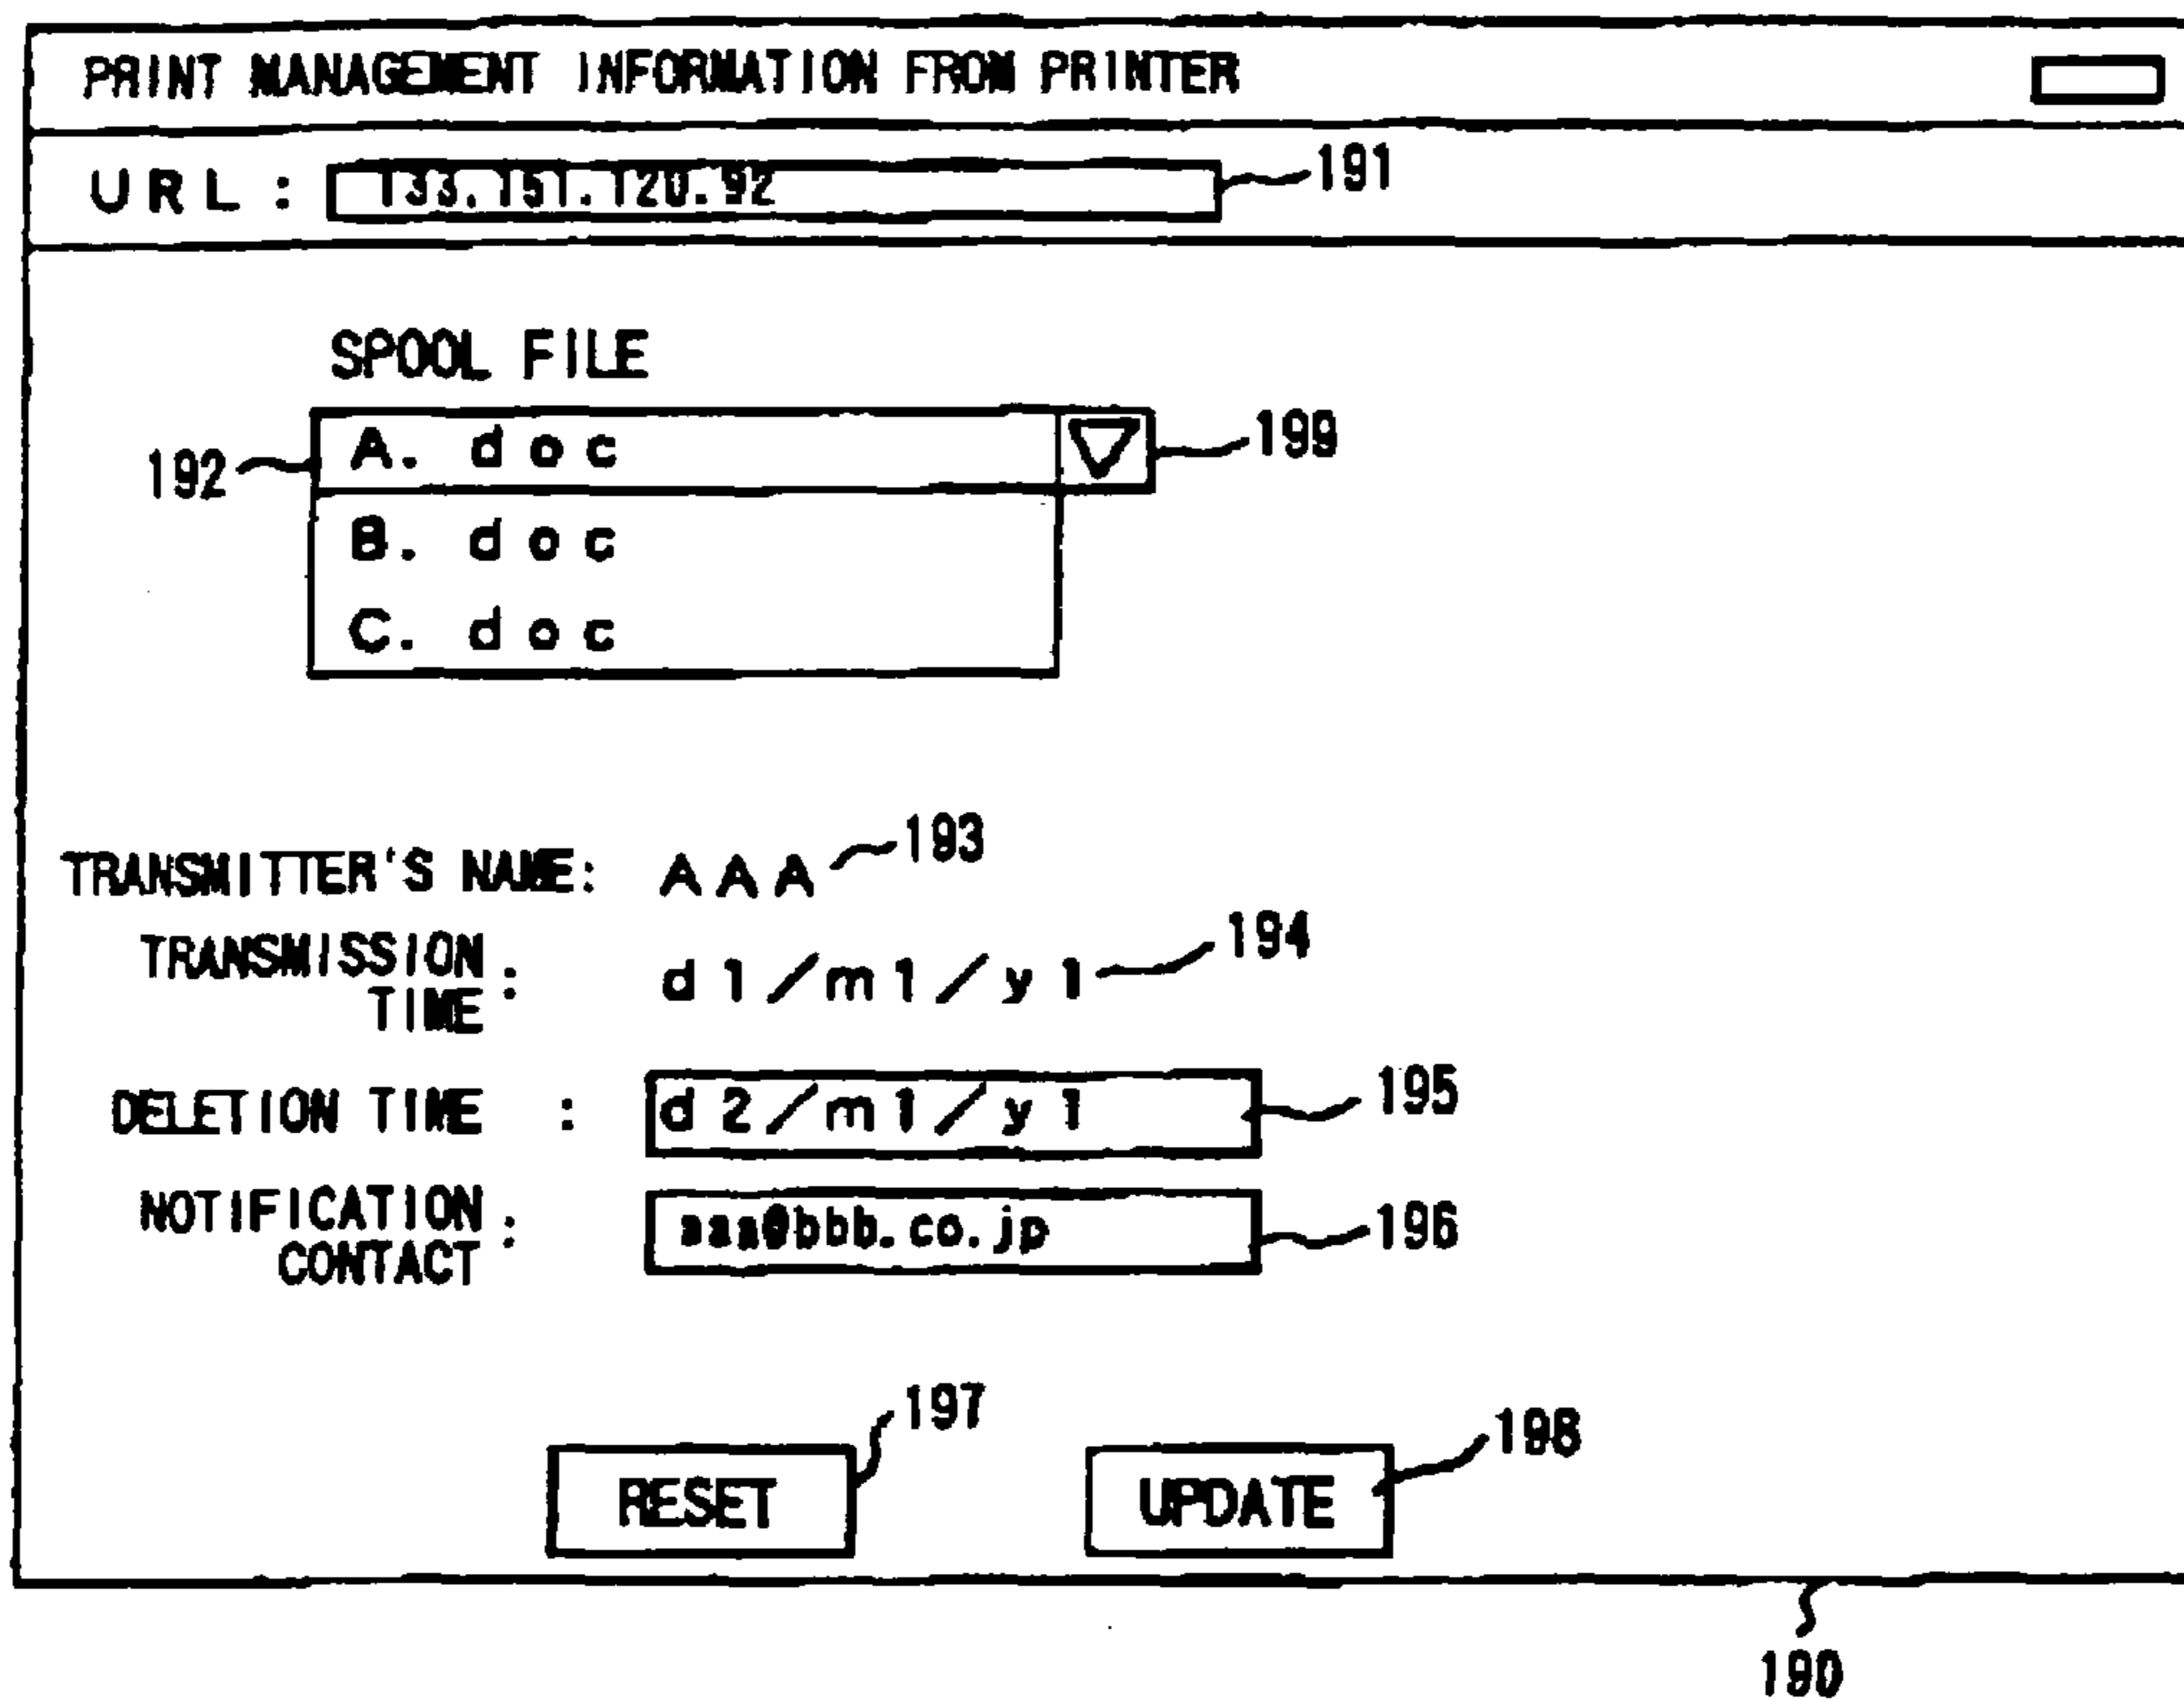 PRINT MANAGEMENT INFORMATION FROM PRINTER
URL: 133.151.120.92 191
SPOOL FILE
192 A. doc 199
B. doc
C. doc
TRANSMITTER'S NAME: AAA 193
TRANSMISSION TIME: d1/m1/y1 194
DELETION TIME : d2/m1/y1 195
NOTIFICATION CONTACT: aaa@bbb.co.jp 196
RESET 197 UPDATE 198
190